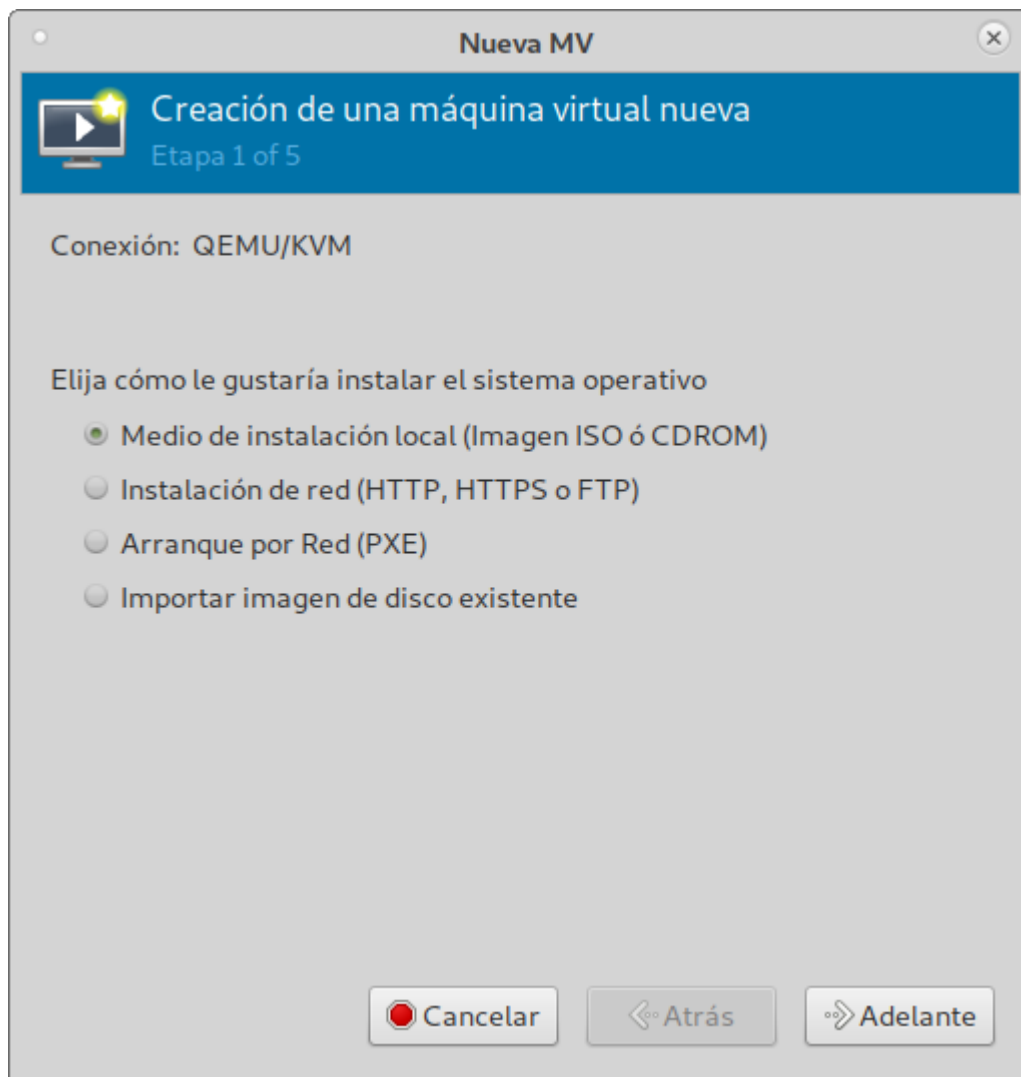 Nueva MV
Creación de una máquina virtual nueva
Etapa 1 of 5
Conexión: QEMU/KVM
Elija cómo le gustaría instalar el sistema operativo
Medio de instalación local (Imagen ISO ó CDROM)
Instalación de red (HTTP, HTTPS o FTP)
Arranque por Red (PXE)
Importar imagen de disco existente
Cancelar Atrás Adelante